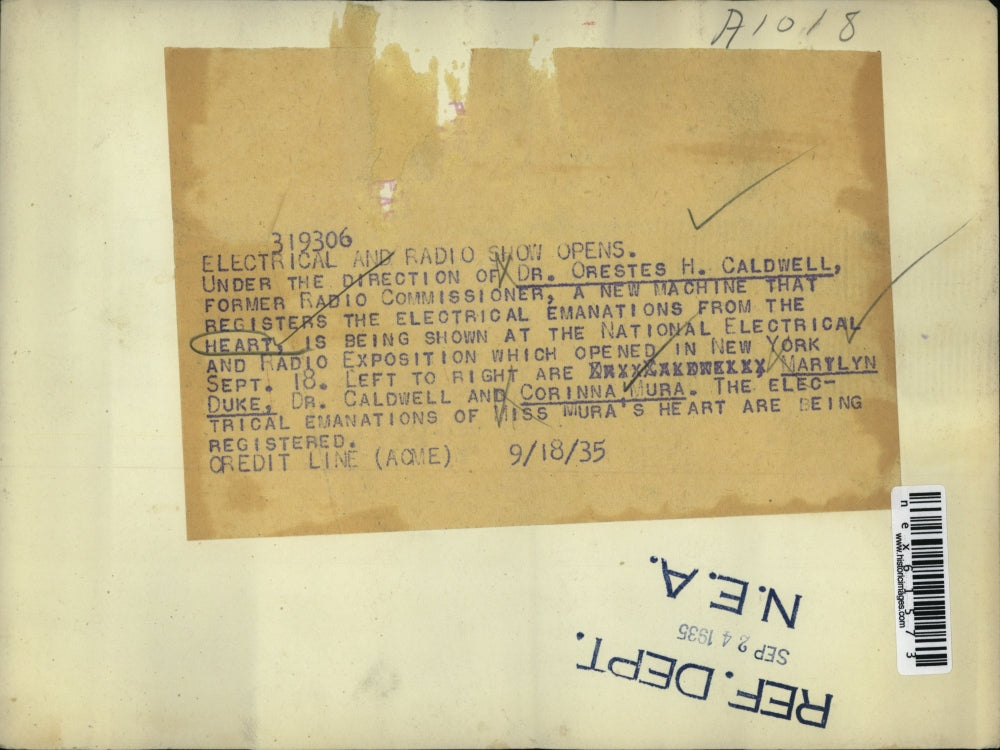 A1018
319306
ELECTRICAL AND RADIO SHOW OPENS.
UNDER THE DIRECTION OF DR. ORESTES H. CALDWELL,
FORMER RADIO COMMISSIONER, A NEW MACHINE THAT
REGISTERS THE ELECTRICAL EMANATIONS FROM THE
HEART, IS BEING SHOWN AT THE NATIONAL ELECTRICAL
AND RADIO EXPOSITION WHICH OPENED IN NEW YORK
SEPT. 18. LEFT TO RIGHT ARE MARYLYN
DUKE, DR. CALDWELL AND CORINNA MURA. THE ELEC-
TRICAL EMANATIONS OF MISS MURA'S HEART ARE BEING
REGISTERED.
CREDIT LINE (ACME) 9/18/35
nex61573
www.historicimages.com
REF. DEPT.
SEP 24 1935
N.E.A.